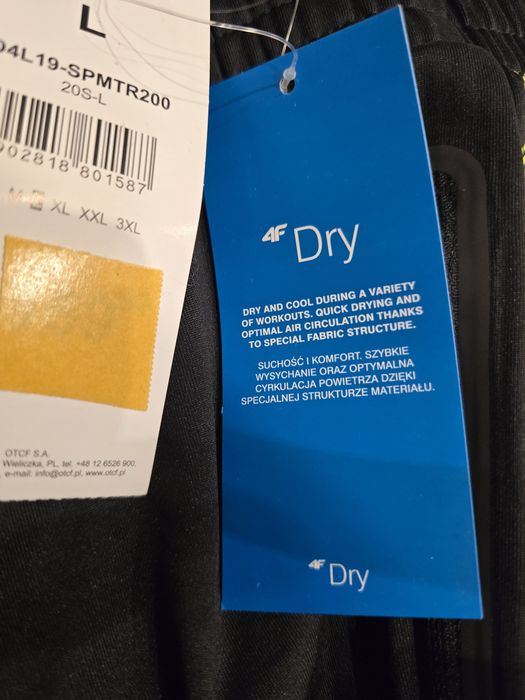 L
D4L19-SPMTR200
20S-L
902818 801587
M L XL XXL 3XL
OTCF S.A.
Wieliczka, PL, tel. +48 12 6526 900,
e-mail: info@otcf.pl, www.otcf.pl
4F Dry
DRY AND COOL DURING A VARIETY
OF WORKOUTS. QUICK DRYING AND
OPTIMAL AIR CIRCULATION THANKS
TO SPECIAL FABRIC STRUCTURE.
SUCHOŚĆ I KOMFORT. SZYBKIE
WYSYCHANIE ORAZ OPTYMALNA
CYRKULACJA POWIETRZA DZIĘKI
SPECJALNEJ STRUKTURZE MATERIAŁU.
4F Dry